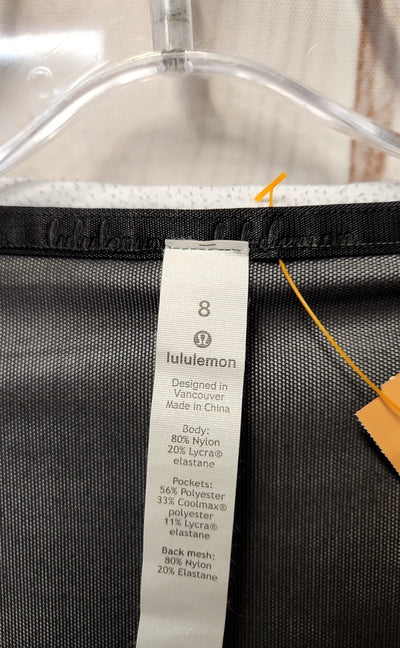 lululemon
8
lululemon
Designed in
Vancouver
Made in China
Body:
80% Nylon
20% Lycra®
elastane
Pockets:
56% Polyester
33% Coolmax®
polyester
11% Lycra®
elastane
Back mesh:
80% Nylon
20% Elastane